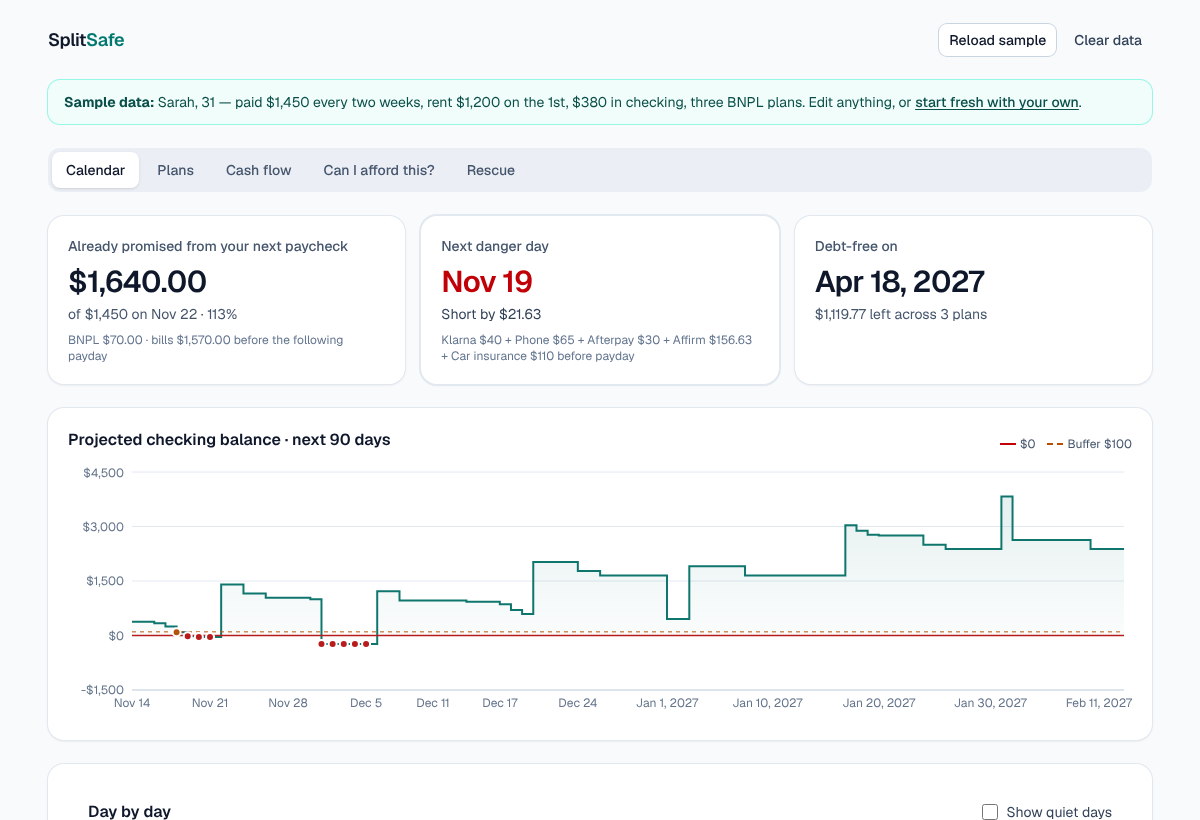 SplitSafe
Reload sample
Clear data
Sample data: Sarah, 31 — paid $1,450 every two weeks, rent $1,200 on the 1st, $380 in checking, three BNPL plans. Edit anything, or start fresh with your own.
Calendar
Plans
Cash flow
Can I afford this?
Rescue
Already promised from your next paycheck
$1,640.00
of $1,450 on Nov 22 · 113%
BNPL $70.00 · bills $1,570.00 before the following
payday
Next danger day
Nov 19
Short by $21.63
Klarna $40 + Phone $65 + Afterpay $30 + Affirm $156.63
+ Car insurance $110 before payday
Debt-free on
Apr 18, 2027
$1,119.77 left across 3 plans
Projected checking balance · next 90 days
$0
Buffer $100
$4,500
$3,000
$1,500
$0
-$1,500
Nov 14
Nov 21
Nov 28
Dec 5
Dec 11
Dec 17
Dec 24
Jan 1, 2027
Jan 10, 2027
Jan 20, 2027
Jan 30, 2027
Feb 11, 2027
Day by day
Show quiet days